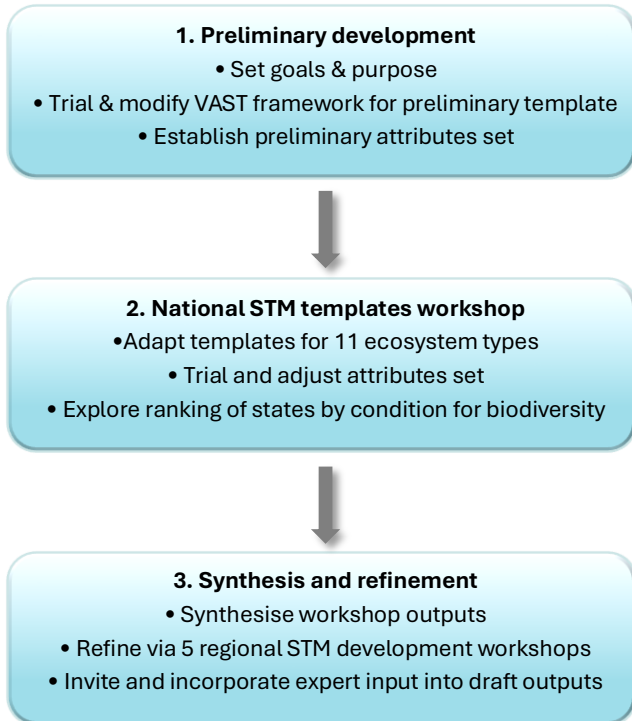 1. Preliminary development
• Set goals & purpose
• Trial & modify VAST framework for preliminary template
• Establish preliminary attributes set
2. National STM templates workshop
•Adapt templates for 11 ecosystem types
• Trial and adjust attributes set
• Explore ranking of states by condition for biodiversity
3. Synthesis and refinement
• Synthesise workshop outputs
• Refine via 5 regional STM development workshops
• Invite and incorporate expert input into draft outputs